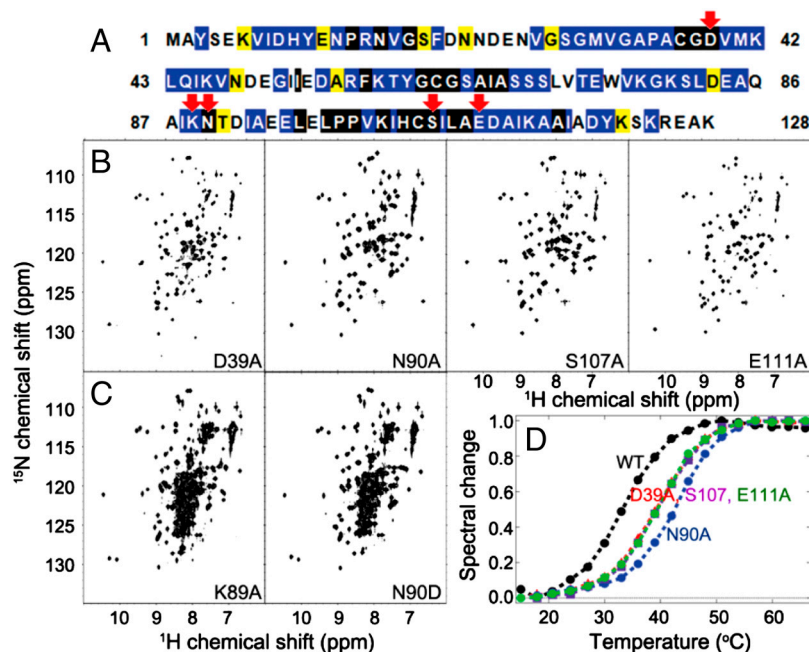 A
1 MAYSEKVIDHYENPRNVGSFDNNDENVGSGMVGAPACGDVMK 42
43 LQIKVNDEGIIEDARFKTYGCGSAIASSSLVTEWVKGKSLDEAQ 86
87 AIKNTDIAEELELPPVKIHCSILAEDAIKAAIADYKSKREAK 128
B
110
115
120
125
130
D39A N90A S107A E111A
10 9 8 7 10 9 8 7
¹H chemical shift (ppm)
¹⁵N chemical shift (ppm)
C
110
115
120
125
130
K89A N90D
10 9 8 7 10 9 8 7
¹H chemical shift (ppm)
D
1.0
0.8
0.6
0.4
0.2
0.0
Spectral change
WT
D39A, S107, E111A
N90A
20 30 40 50 60
Temperature (°C)